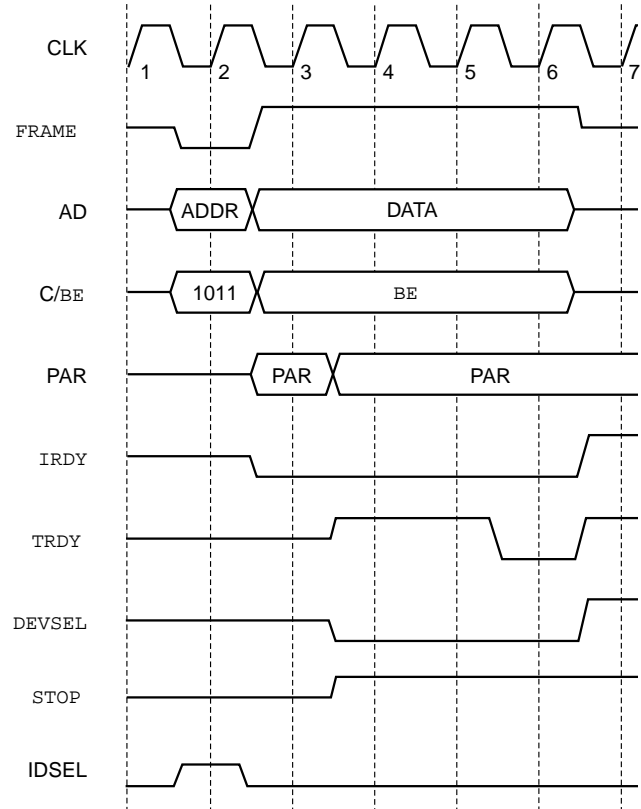 CLK
1 2 3 4 5 6 7
FRAME
AD ADDR DATA
C/BE 1011 BE
PAR PAR PAR
IRDY
TRDY
DEVSEL
STOP
IDSEL